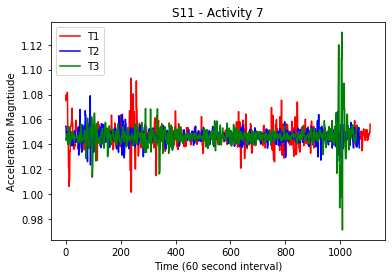 S11 - Activity 7
T1
T2
T3
Acceleration Magntiude
1.12
1.10
1.08
1.06
1.04
1.02
1.00
0.98
0
200
400
600
800
1000
Time (60 second interval)